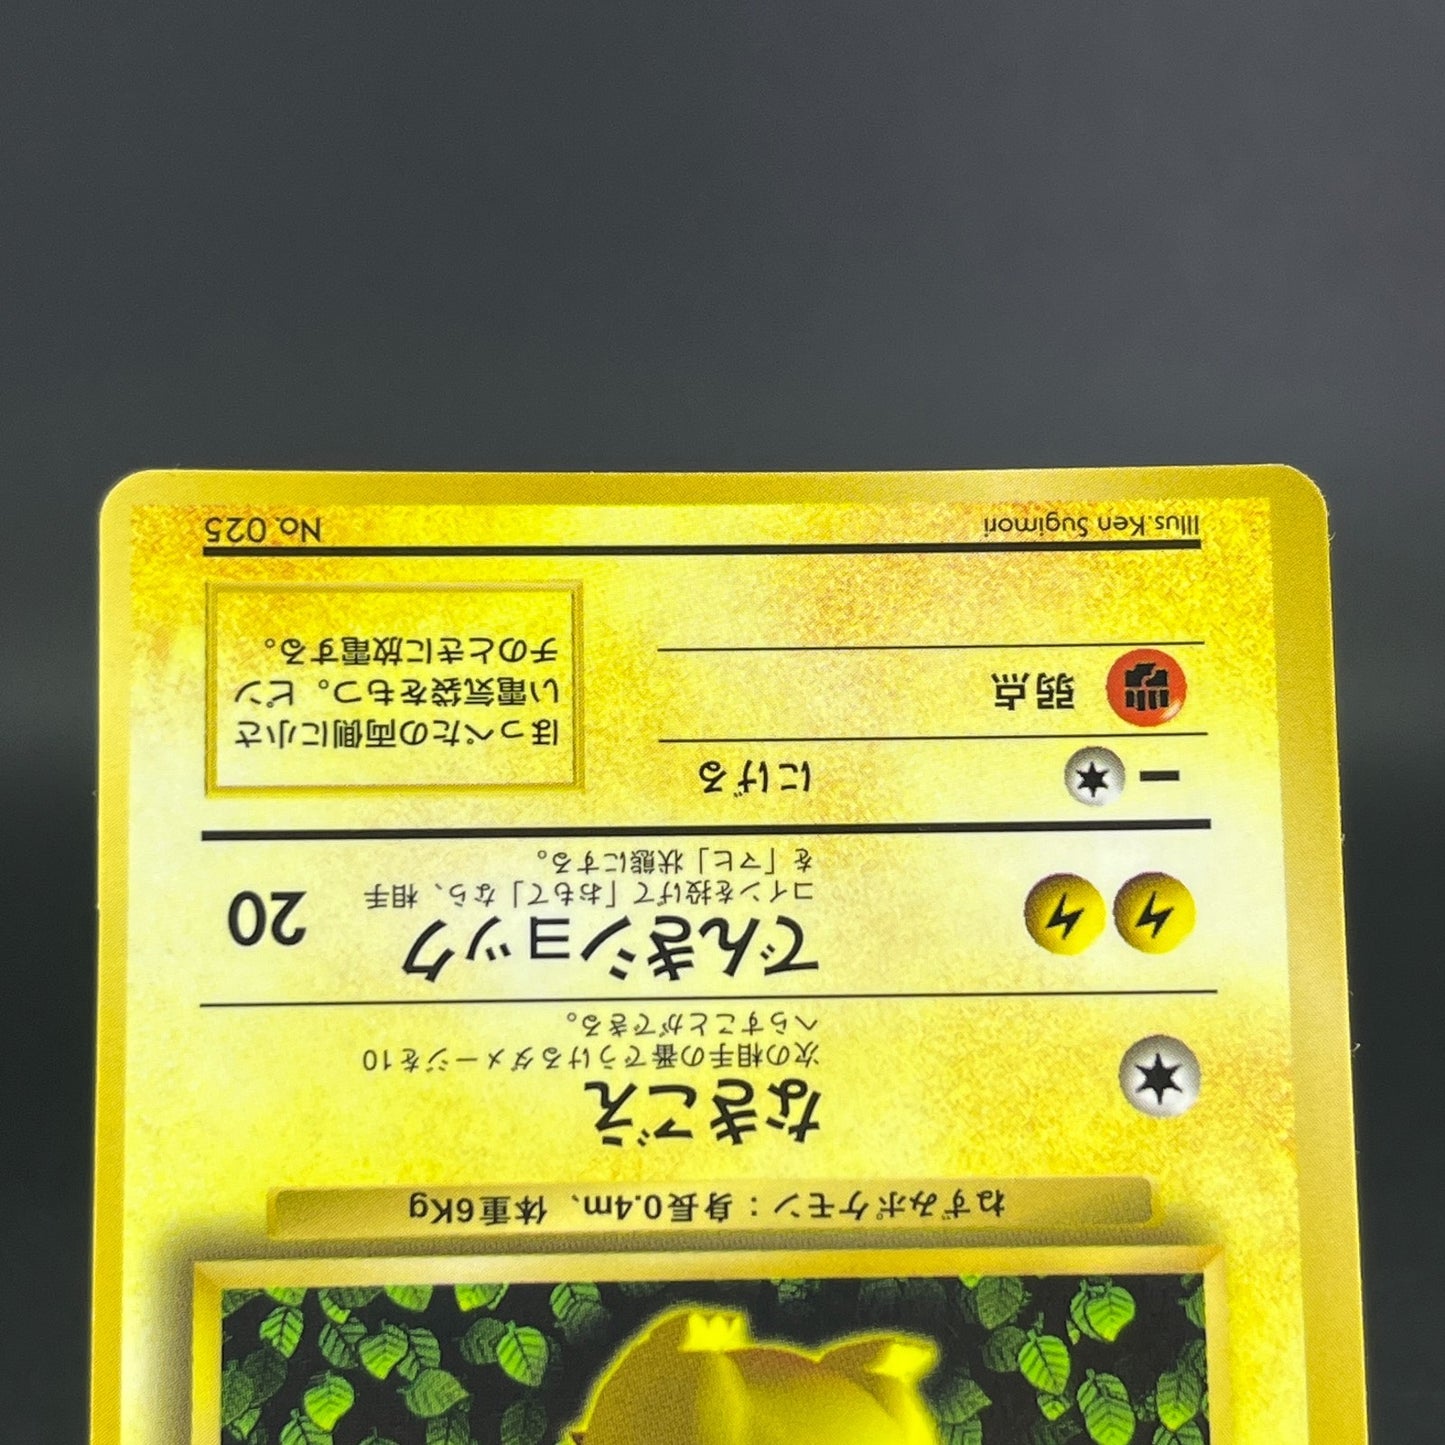 ねずみポケモン：身長0.4m、体重6Kg
なきごえ
次の相手の番でうけるダメージを10
へらすことができる。
でんきショック 20
コインを投げて「おもて」なら、相手
を「マヒ」状態にする。
にげる
弱点
ほっぺたの両側に小さ
い電気袋をもつ。ピン
チのときに放電する。
Illus.Ken Sugimori
No. 025